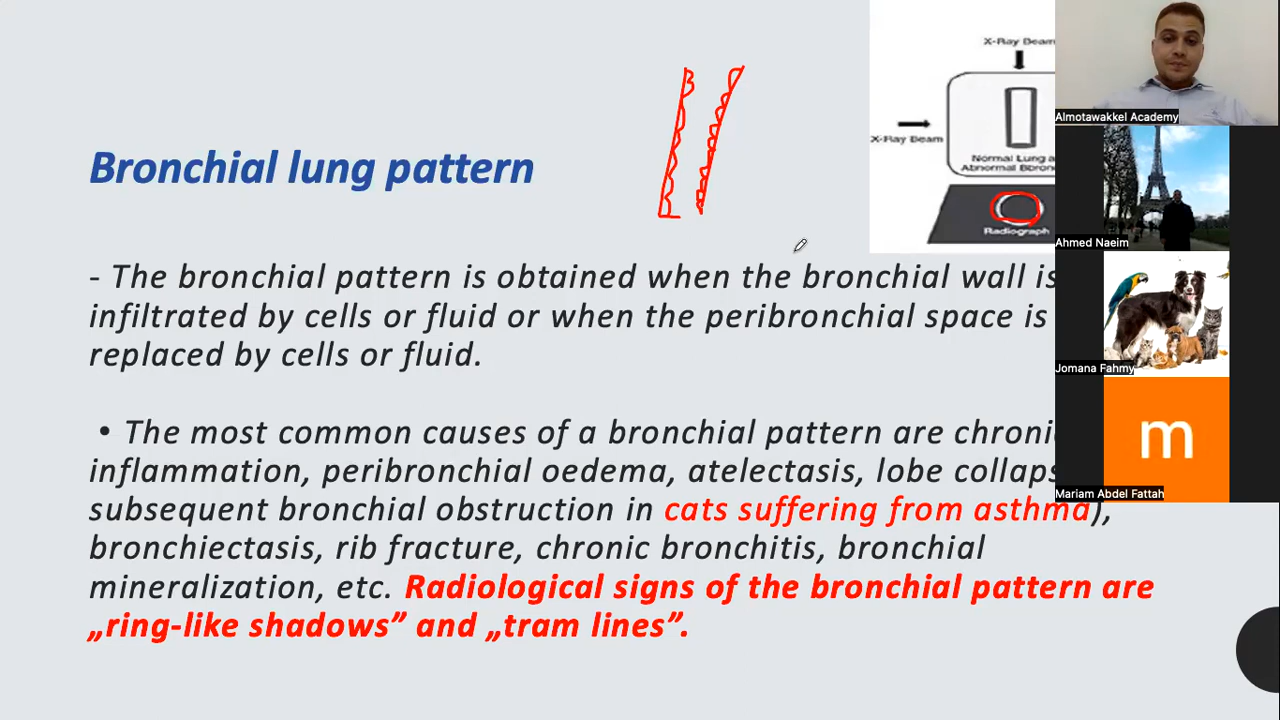 X-Ray Beam
X-Ray Beam
Normal Lung a
Abnormal Bron
Radiograph
Bronchial lung pattern
- The bronchial pattern is obtained when the bronchial wall is
infiltrated by cells or fluid or when the peribronchial space is
replaced by cells or fluid.
• The most common causes of a bronchial pattern are chroni
inflammation, peribronchial oedema, atelectasis, lobe collaps
subsequent bronchial obstruction in cats suffering from asthma),
bronchiectasis, rib fracture, chronic bronchitis, bronchial
mineralization, etc. Radiological signs of the bronchial pattern are
„ring-like shadows” and „tram lines”.
Almotawakkel Academy
Ahmed Naeim
Jomana Fahmy
m
Mariam Abdel Fattah